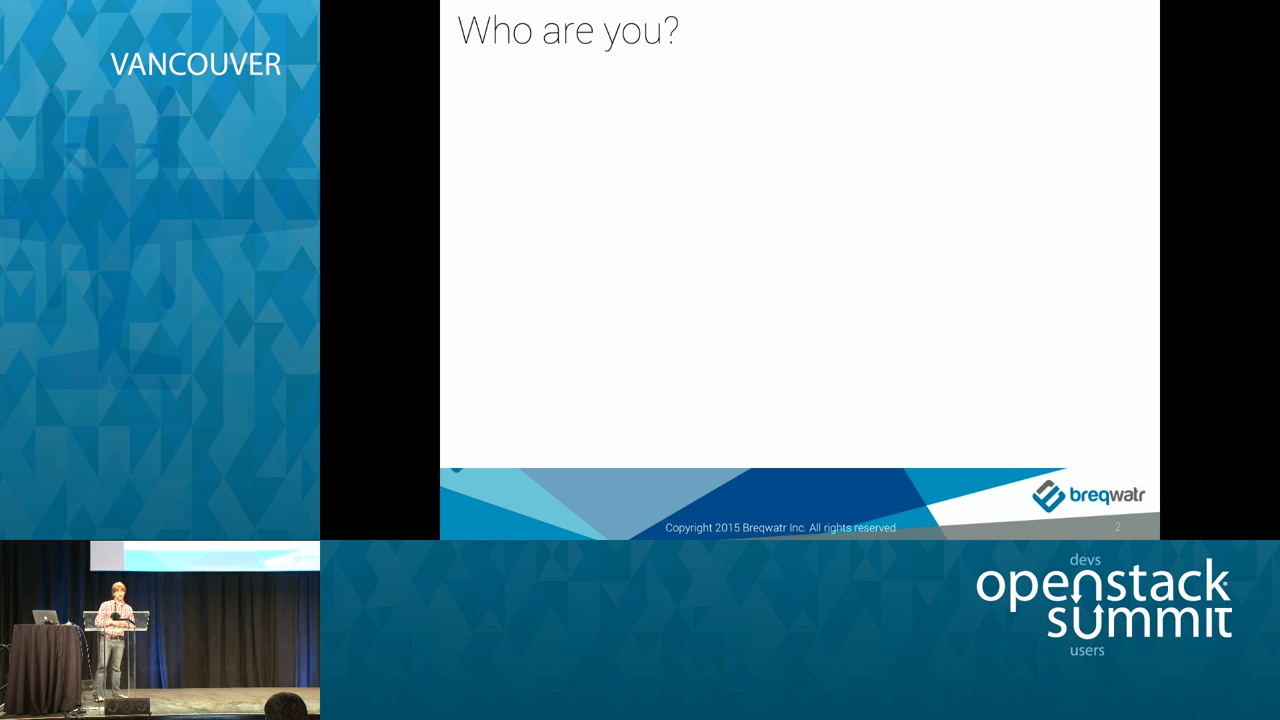 VANCOUVER
Who are you?
breqwatr
Copyright 2015 Breqwatr Inc. All rights reserved
2
devs
openstack
summit
users